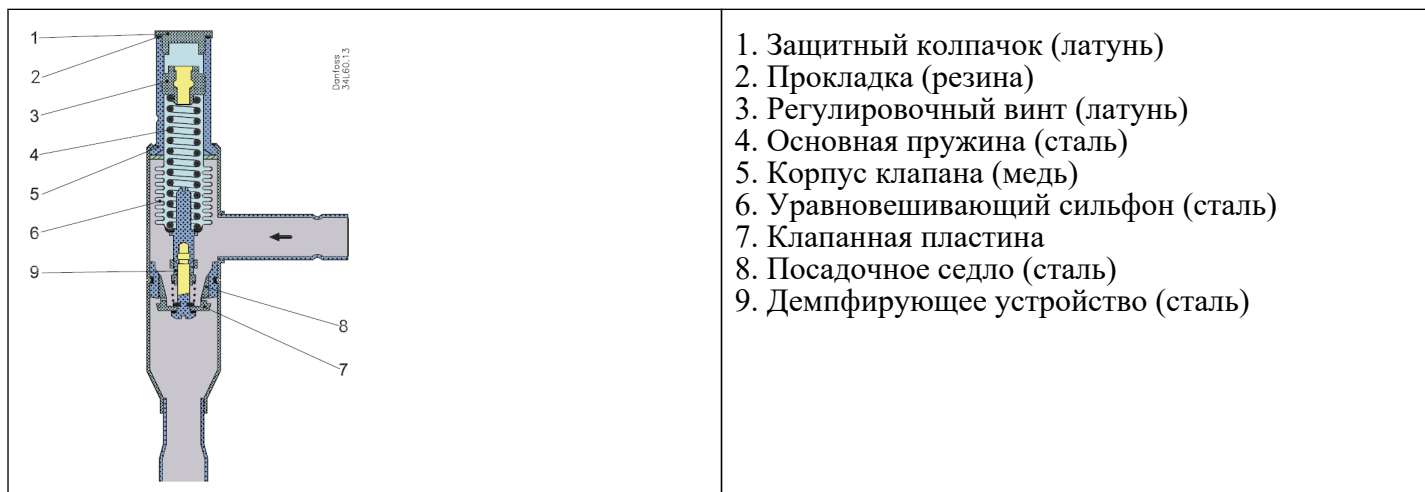 1
2
3
4
5
6
9
8
7
Danfoss
34L60.13
1. Защитный колпачок (латунь)
2. Прокладка (резина)
3. Регулировочный винт (латунь)
4. Основная пружина (сталь)
5. Корпус клапана (медь)
6. Уравновешивающий сильфон (сталь)
7. Клапанная пластина
8. Посадочное седло (сталь)
9. Демпфирующее устройство (сталь)